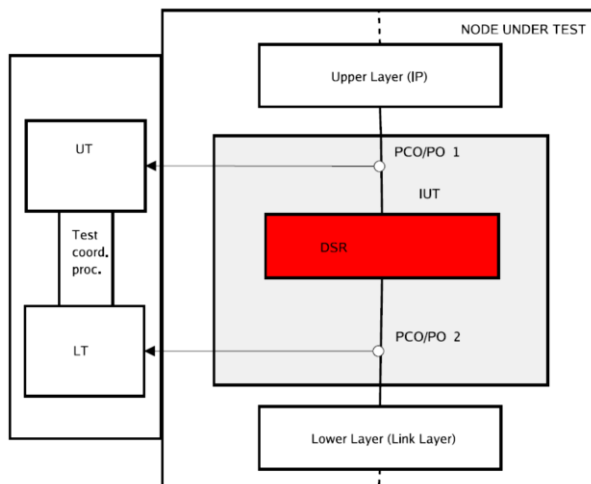 NODE UNDER TEST
Upper Layer (IP)
UT
PCO/PO 1
IUT
Test
coord.
proc.
DSR
LT
PCO/PO 2
Lower Layer (Link Layer)